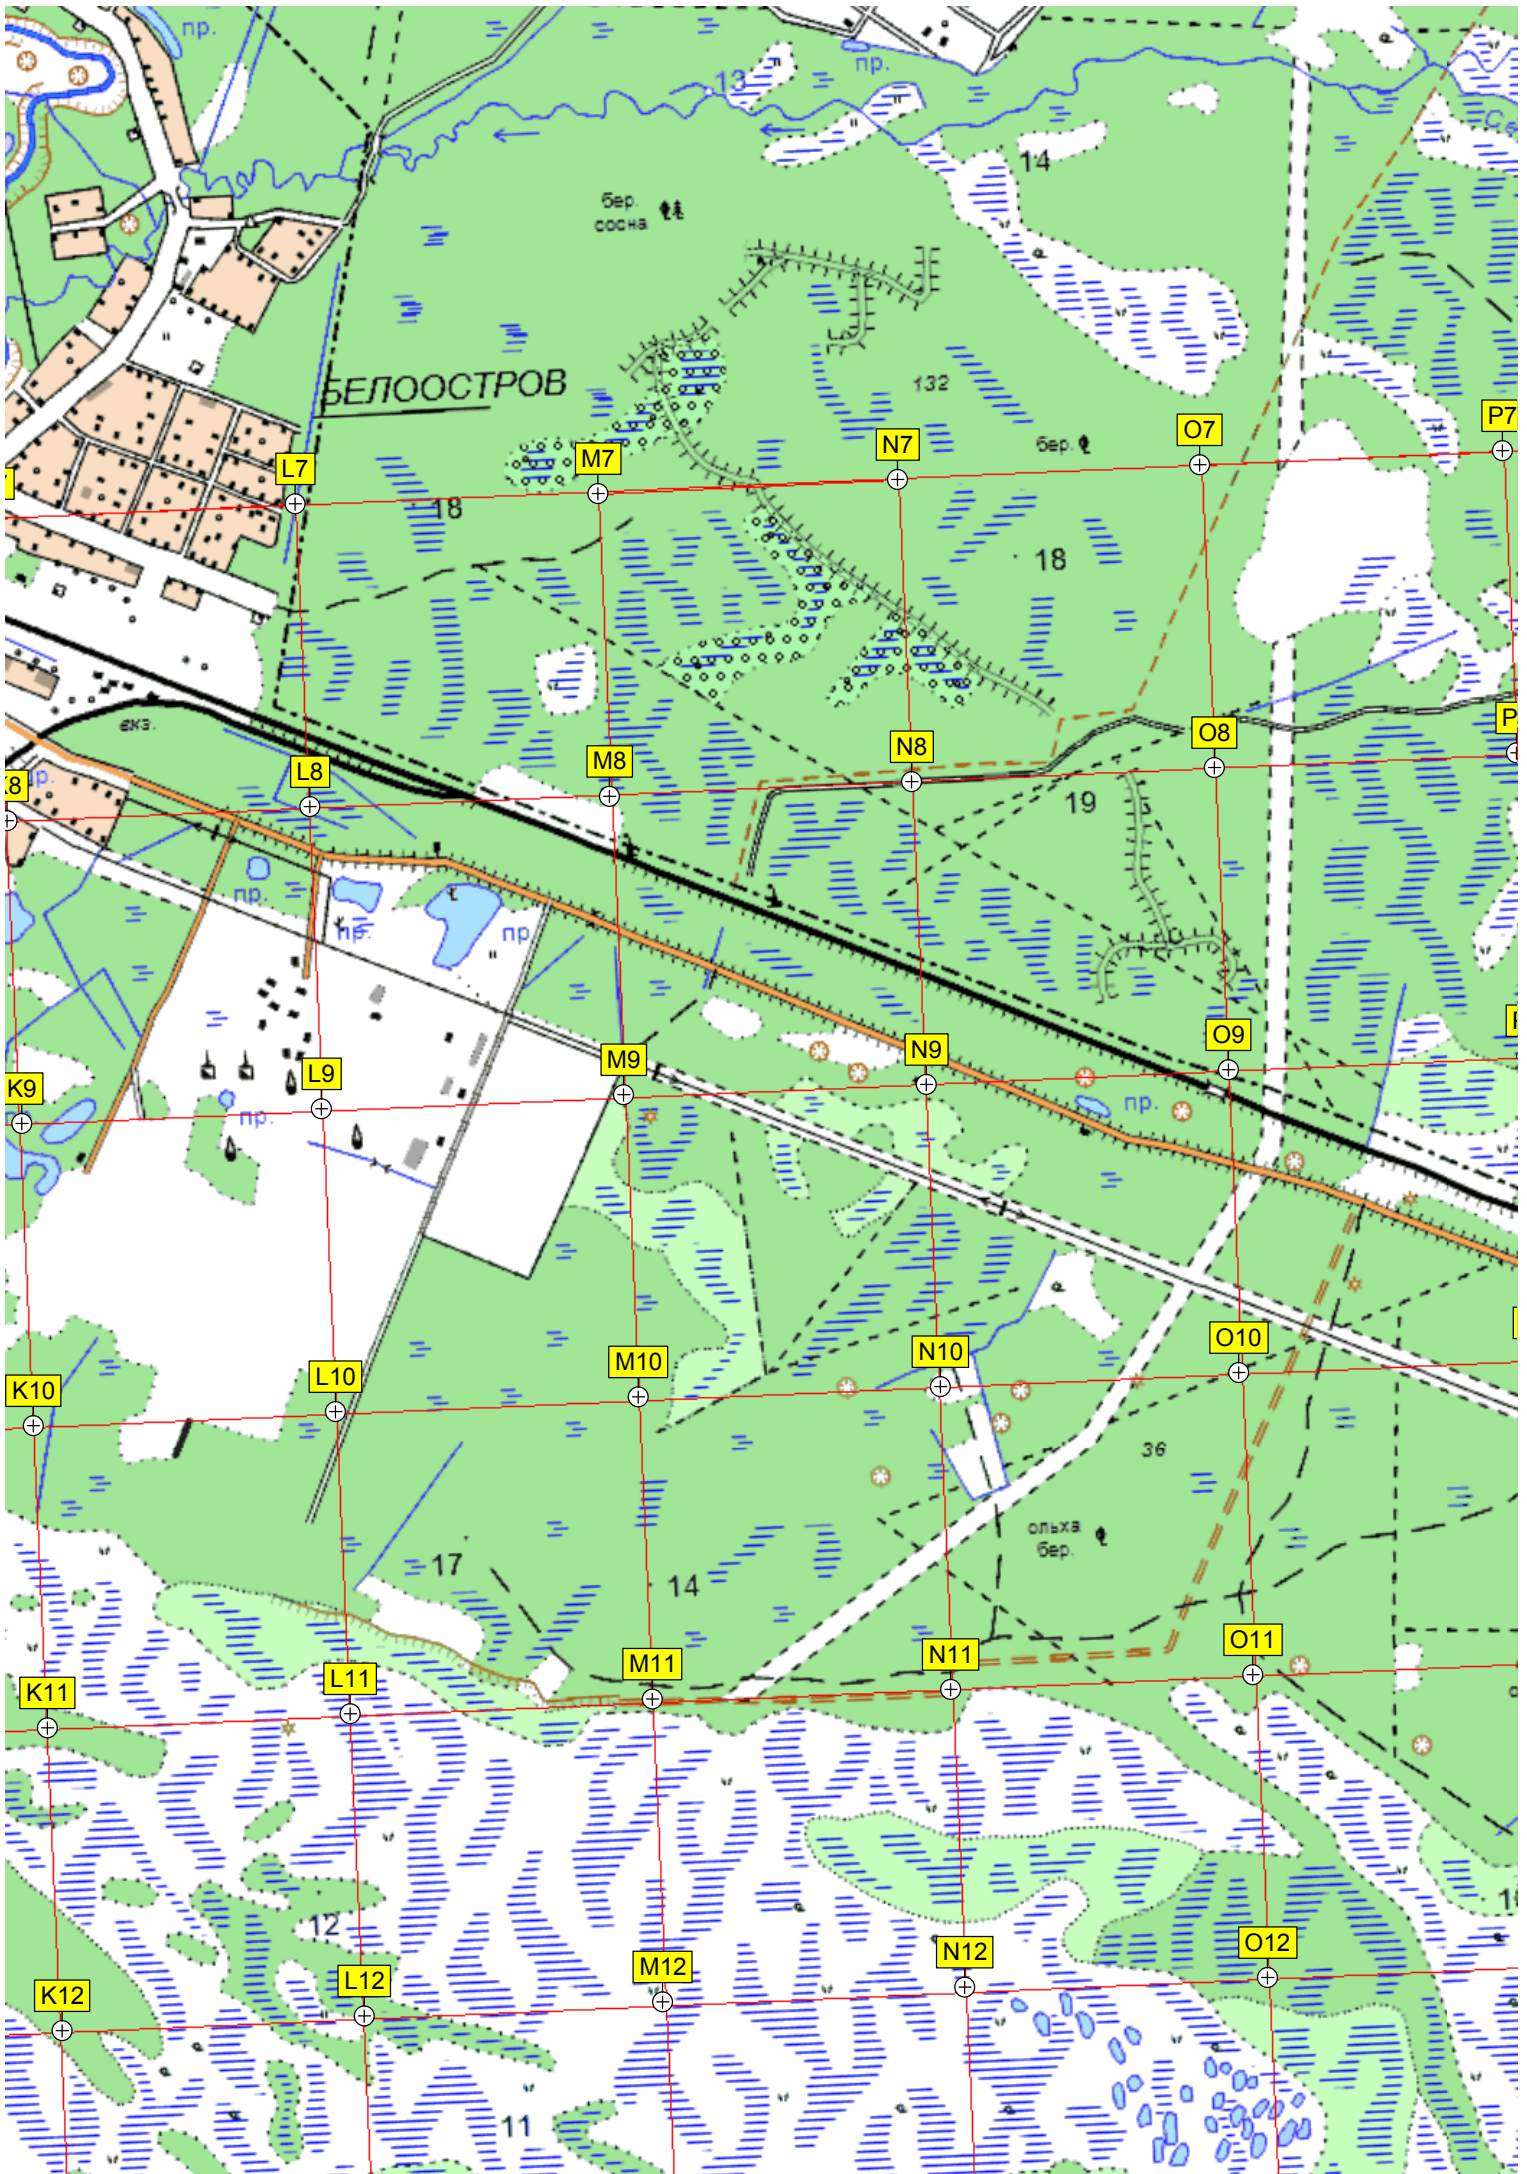 пр.
13
пр.
14
бер.
сосна
132
БЕЛООСТРОВ
бер.
P7
O7
N7
M7
L7
18
18
екз.
O8
N8
M8
L8
19
пр.
пр.
пр.
O9
N9
M9
L9
K9
пр.
пр.
O10
N10
M10
L10
K10
36
ольха
бер.
17
14
O11
N11
M11
L11
K11
12
O12
N12
M12
L12
K12
11